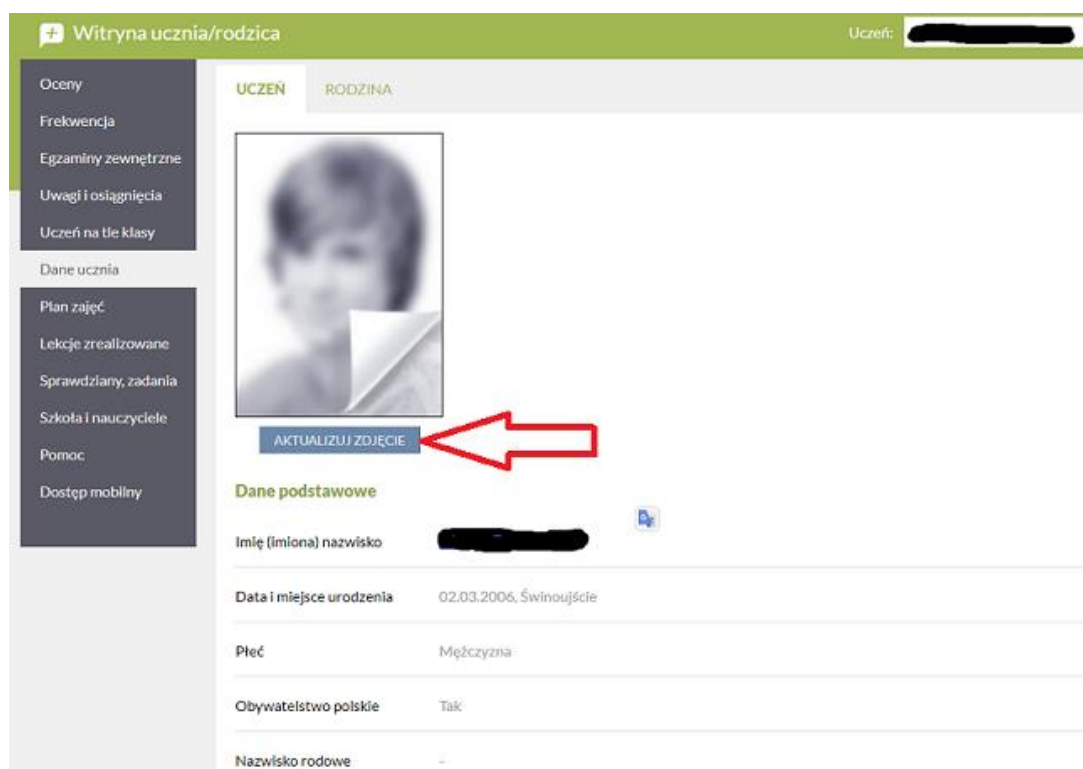 Witryna ucznia/rodzica
Uczeń:
Oceny
Frekwencja
Egzaminy zewnętrzne
Uwagi i osiągnięcia
Uczeń na tle klasy
Dane ucznia
Plan zajęć
Lekcje zrealizowane
Sprawdziany, zadania
Szkoła i nauczyciele
Pomoc
Dostęp mobilny
UCZEŃ RODZINA
AKTUALIZUJ ZDJĘCIE
Dane podstawowe
Imię (imiona) nazwisko
Data i miejsce urodzenia 02.03.2006, Świnoujście
Płeć Mężczyzna
Obywatelstwo polskie Tak
Nazwisko rodowe -